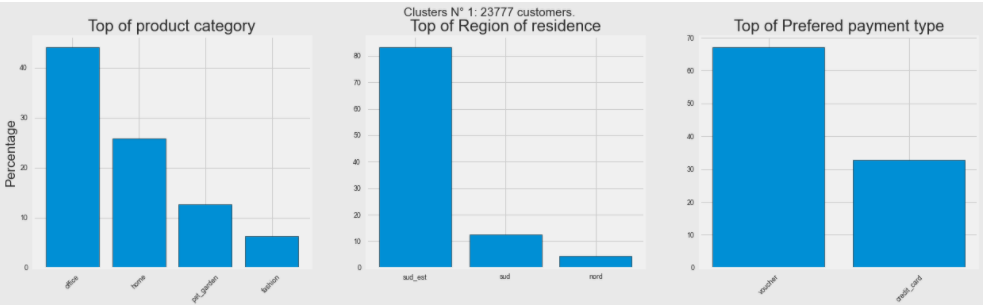 Clusters N° 1: 23777 customers.
Top of product category
Percentage
40
30
20
10
0
office
home
pet_garden
fashion
Top of Region of residence
80
70
60
50
40
30
20
10
0
sud_est
sud
nord
Top of Prefered payment type
70
60
50
40
30
20
10
0
voucher
credit_card